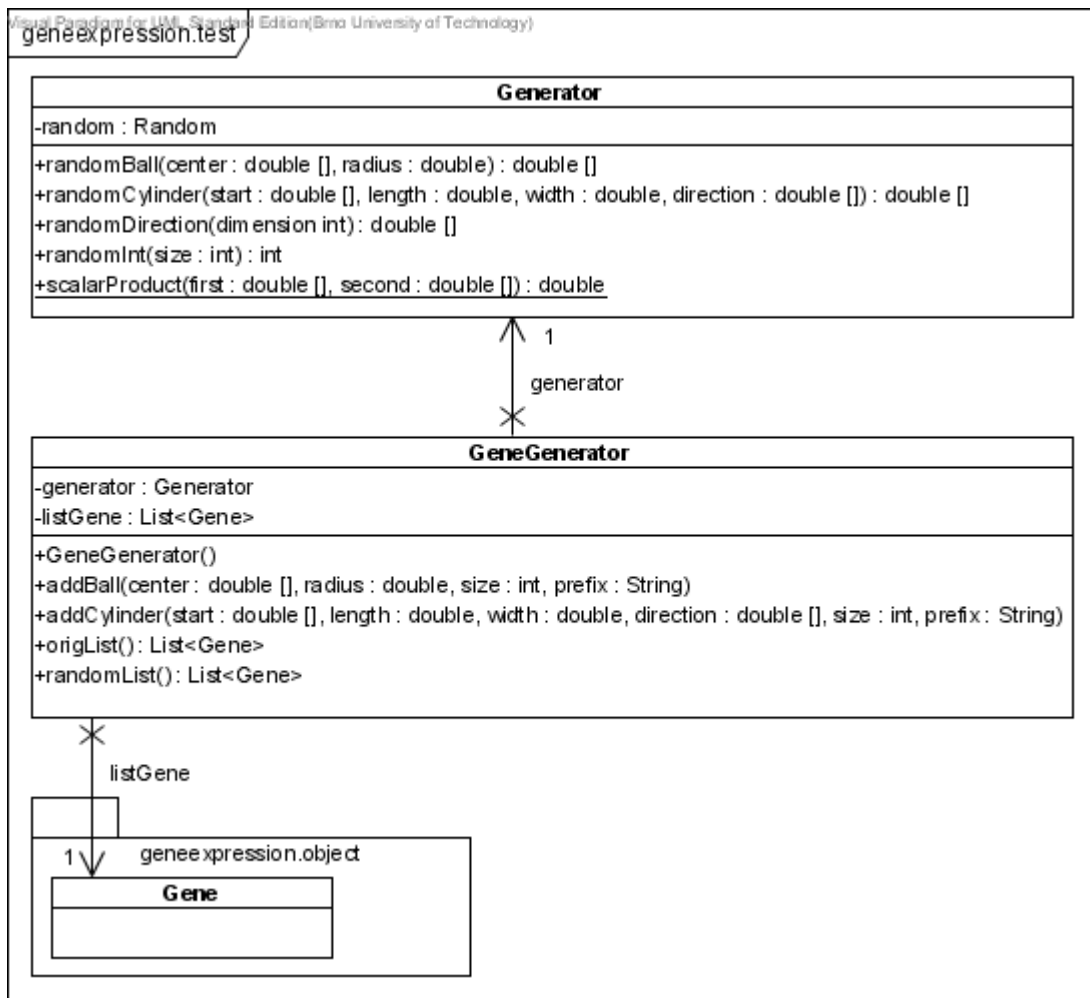 Visual Paradigm for UML Standard Edition(Brno University of Technology)
geneexpression.test
Generator
-random : Random
+randomBall(center : double [], radius : double) : double []
+randomCylinder(start : double [], length : double, width : double, direction : double []) : double []
+randomDirection(dimension int) : double []
+randomInt(size : int) : int
+scalarProduct(first : double [], second : double []) : double
1
generator
GeneGenerator
-generator : Generator
-listGene : List<Gene>
+GeneGenerator()
+addBall(center : double [], radius : double, size : int, prefix : String)
+addCylinder(start : double [], length : double, width : double, direction : double [], size : int, prefix : String)
+origList() : List<Gene>
+randomList() : List<Gene>
listGene
1
geneexpression.object
Gene